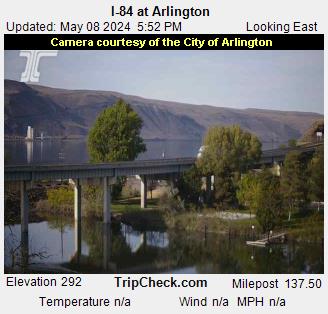 I-84 at Arlington
Updated: May 08 2024 5:52 PM Looking East
Camera courtesy of the City of Arlington
Elevation 292 TripCheck.com Milepost 137.50
Temperature n/a Wind n/a MPH n/a